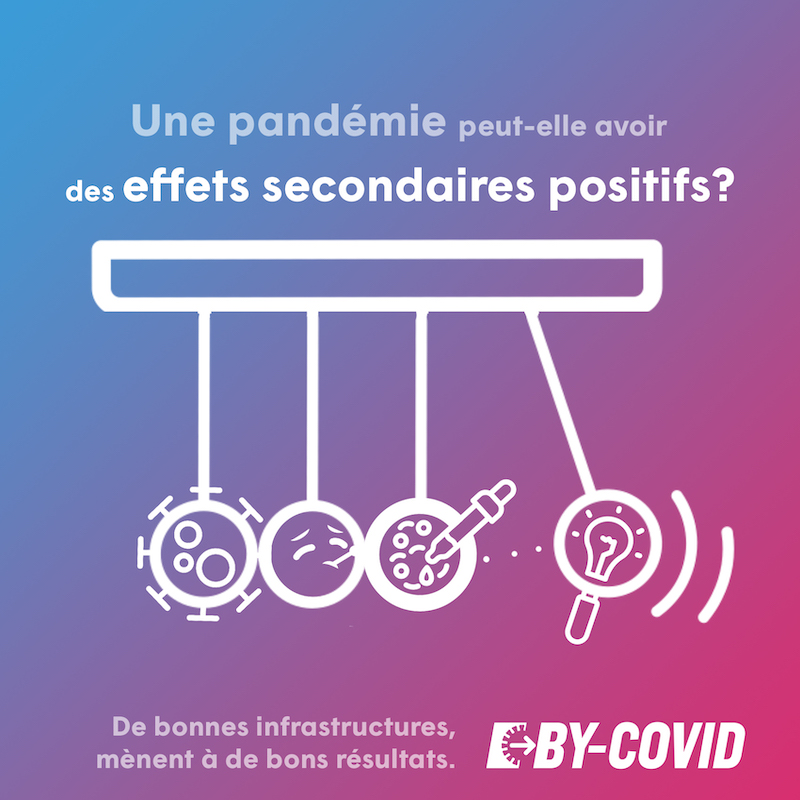 Une pandémie peut-elle avoir
des effets secondaires positifs?
De bonnes infrastructures,
mènent à de bons résultats.
BY-COVID